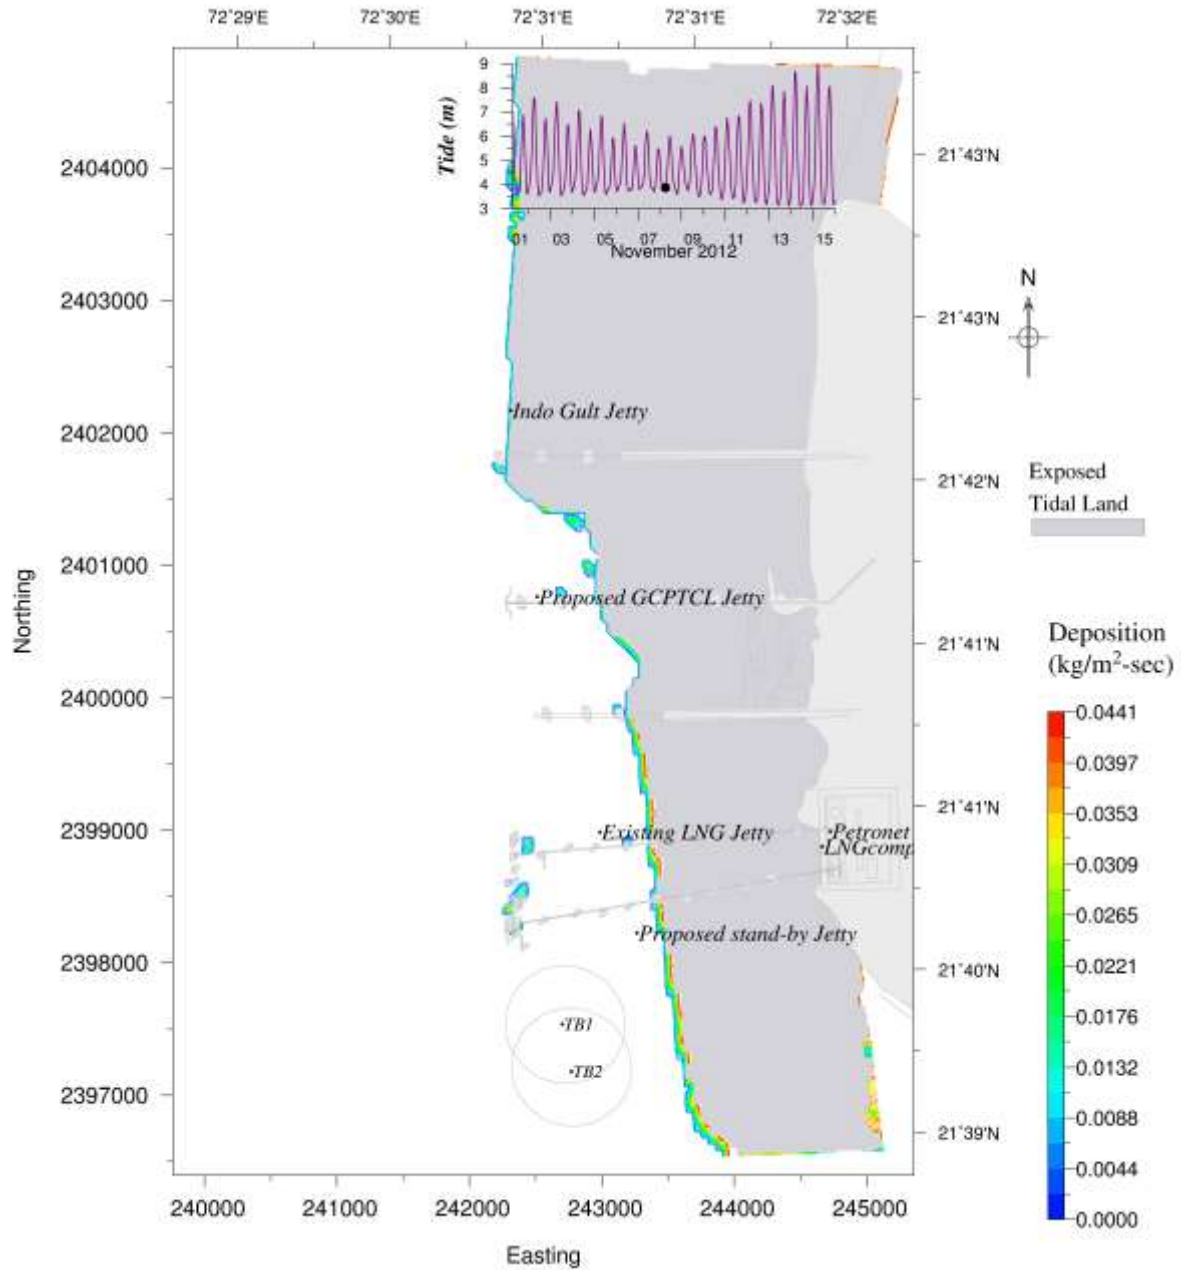 72°29'E 72°30'E 72°31'E 72°31'E 72°32'E
Tide (m)
9
8
7
6
5
4
3
01 03 05 07 09 11 13 15
November 2012
2404000
2403000
2402000
2401000
2400000
2399000
2398000
2397000
Northing
Indo Gult Jetty
Proposed GCPTCL Jetty
Existing LNG Jetty
Petronet
LNGcomp
Proposed stand-by Jetty
TB1
TB2
21°43'N
21°43'N
21°42'N
21°41'N
21°41'N
21°40'N
21°39'N
240000 241000 242000 243000 244000 245000
Easting
N
Exposed
Tidal Land
Deposition
(kg/m²-sec)
0.0441
0.0397
0.0353
0.0309
0.0265
0.0221
0.0176
0.0132
0.0088
0.0044
0.0000